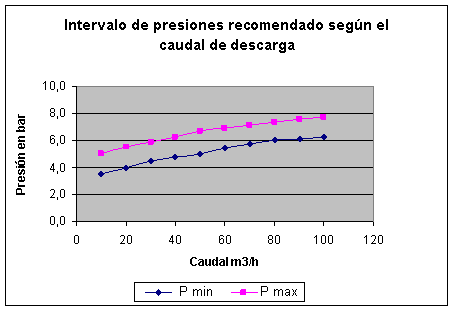 Intervalo de presiones recomendado según el
caudal de descarga
Presión en bar
10,0
8,0
6,0
4,0
2,0
0,0
0 20 40 60 80 100 120
Caudal m3/h
P min P max